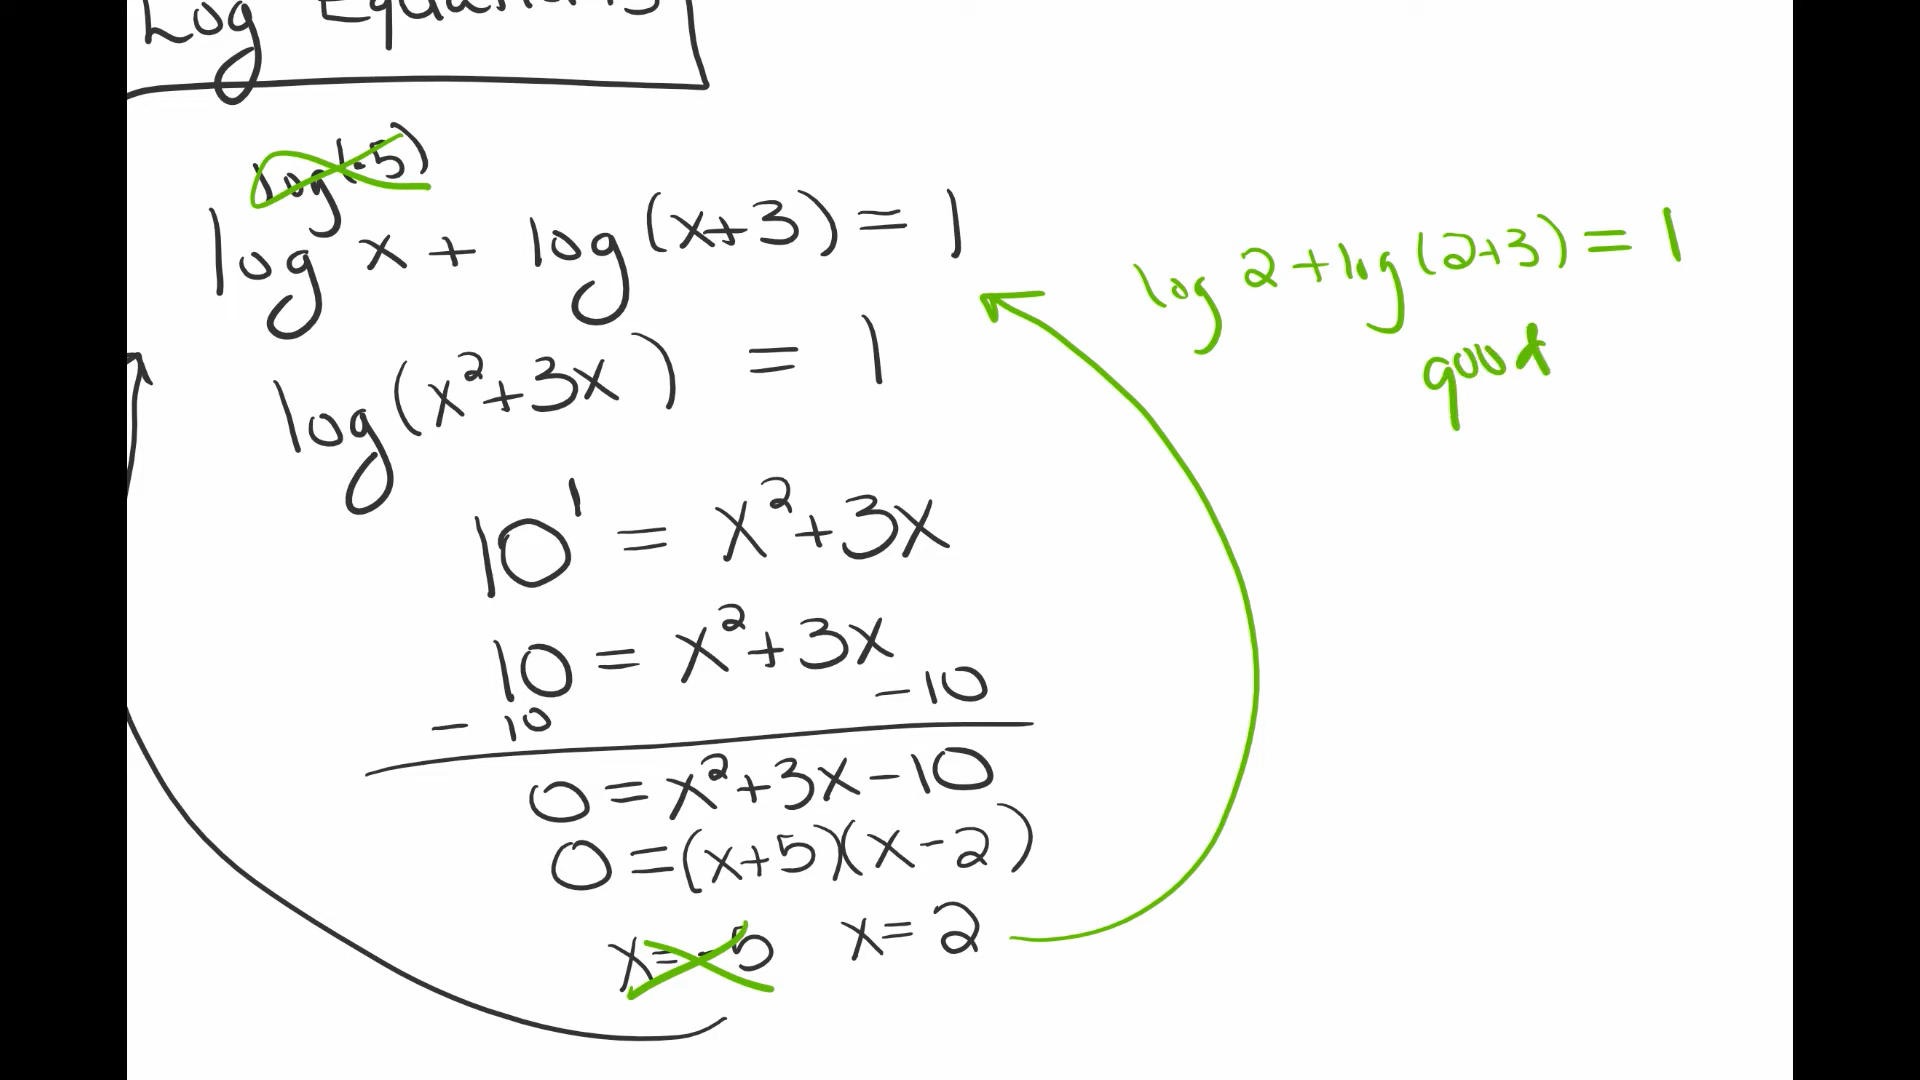 Log Equations
log(-5)
log x + log(x+3) = 1
log(x²+3x) = 1
10¹ = x²+3x
10 = x²+3x
-10 -10
0 = x²+3x-10
0 = (x+5)(x-2)
x=-5 x=2
log 2 + log(2+3) = 1
good